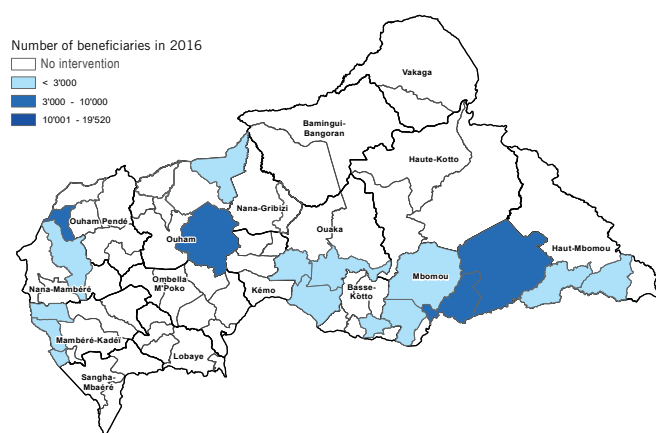 Number of beneficiaries in 2016
No intervention
< 3'000
3'000 - 10'000
10'001 - 19'520
Vakaga
Bamingui-
Bangoran
Haute-Kotto
Nana-Gribizi
Ouham Pendé
Ouaka
Ouham
Haut-Mbomou
Mbomou
Ombella
M'Poko
Nana-Mambéré
Kémo
Basse-
Kotto
Mambéré-Kadéï
Lobaye
Sangha-
Mbaéré